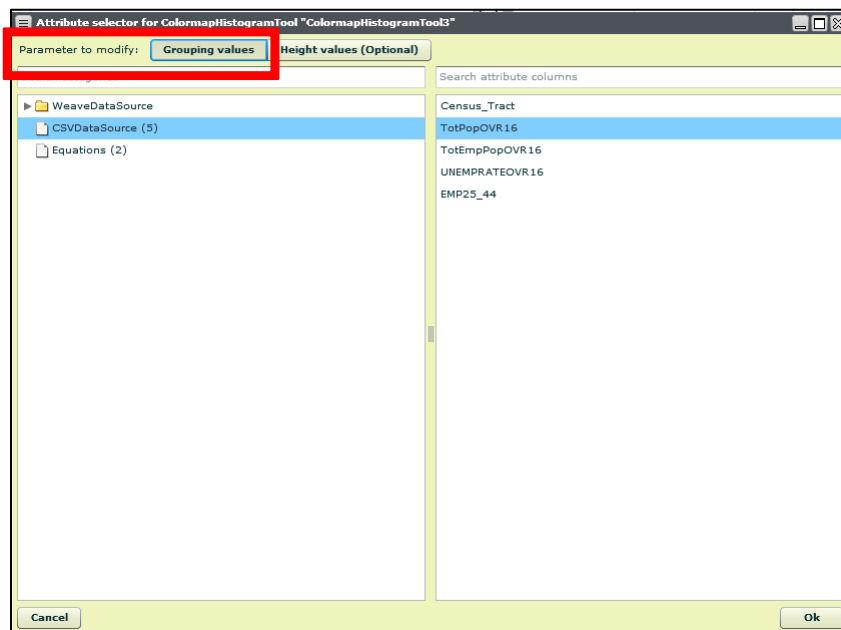 Attribute selector for ColormapHistogramTool "ColormapHistogramTool3"
Parameter to modify: Grouping values Height values (Optional)
Search attribute columns
WeaveDataSource
CSVDataSource (5)
Equations (2)
Census_Tract
TotPopOVR16
TotEmpPopOVR16
UNEMPRATEOVR16
EMP25_44
Cancel Ok